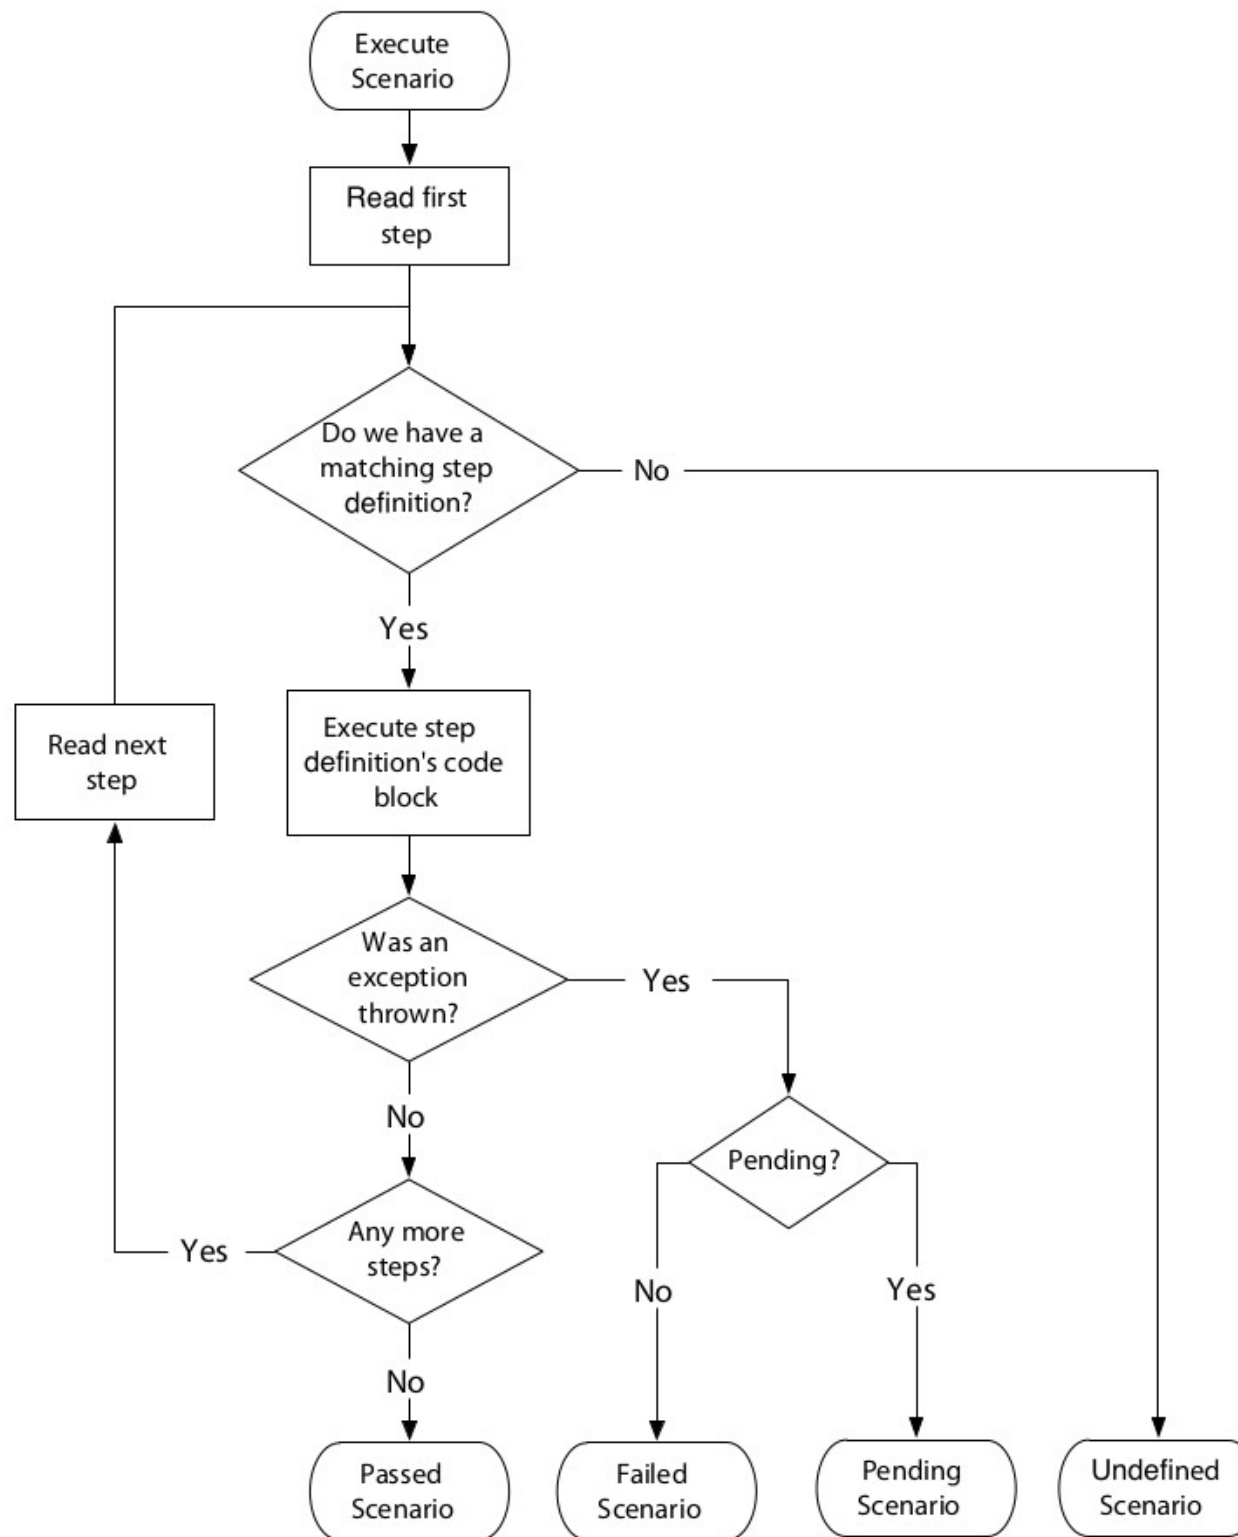 Execute
Scenario
Read first
step
Do we have a
matching step
definition?
No
Yes
Read next
step
Execute step
definition's code
block
Was an
exception
thrown?
Yes
No
Pending?
Any more
steps?
Yes
No
Yes
No
Passed
Scenario
Failed
Scenario
Pending
Scenario
Undefined
Scenario